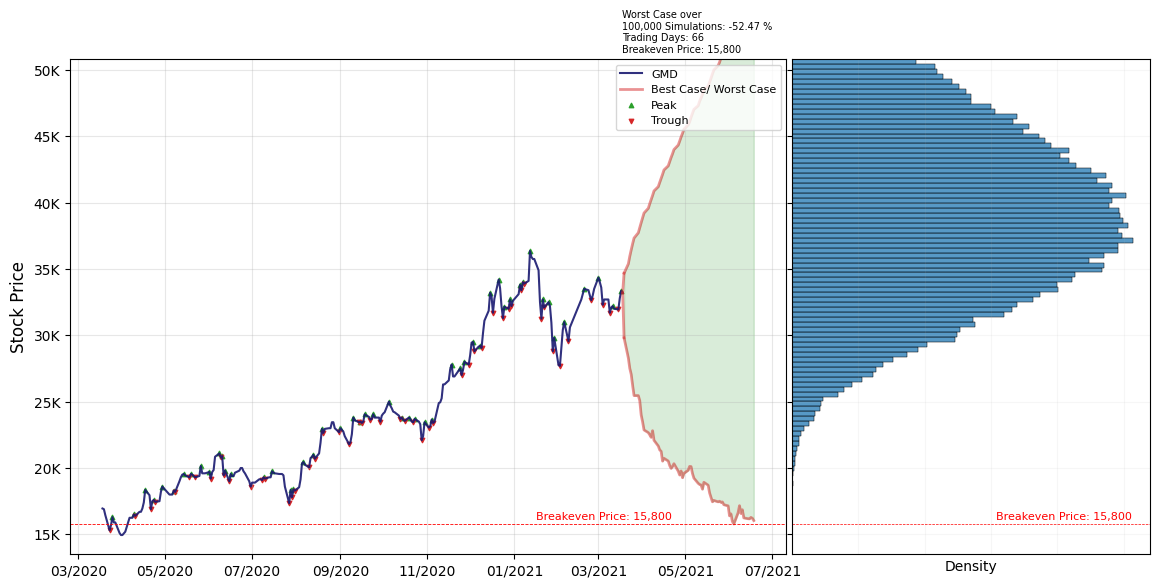 Worst Case over
100,000 Simulations: -52.47 %
Trading Days: 66
Breakeven Price: 15,800
GMD
Best Case/ Worst Case
Peak
Trough
Stock Price
50K
45K
40K
35K
30K
25K
20K
15K
Breakeven Price: 15,800
Breakeven Price: 15,800
03/2020
05/2020
07/2020
09/2020
11/2020
01/2021
03/2021
05/2021
07/2021
Density